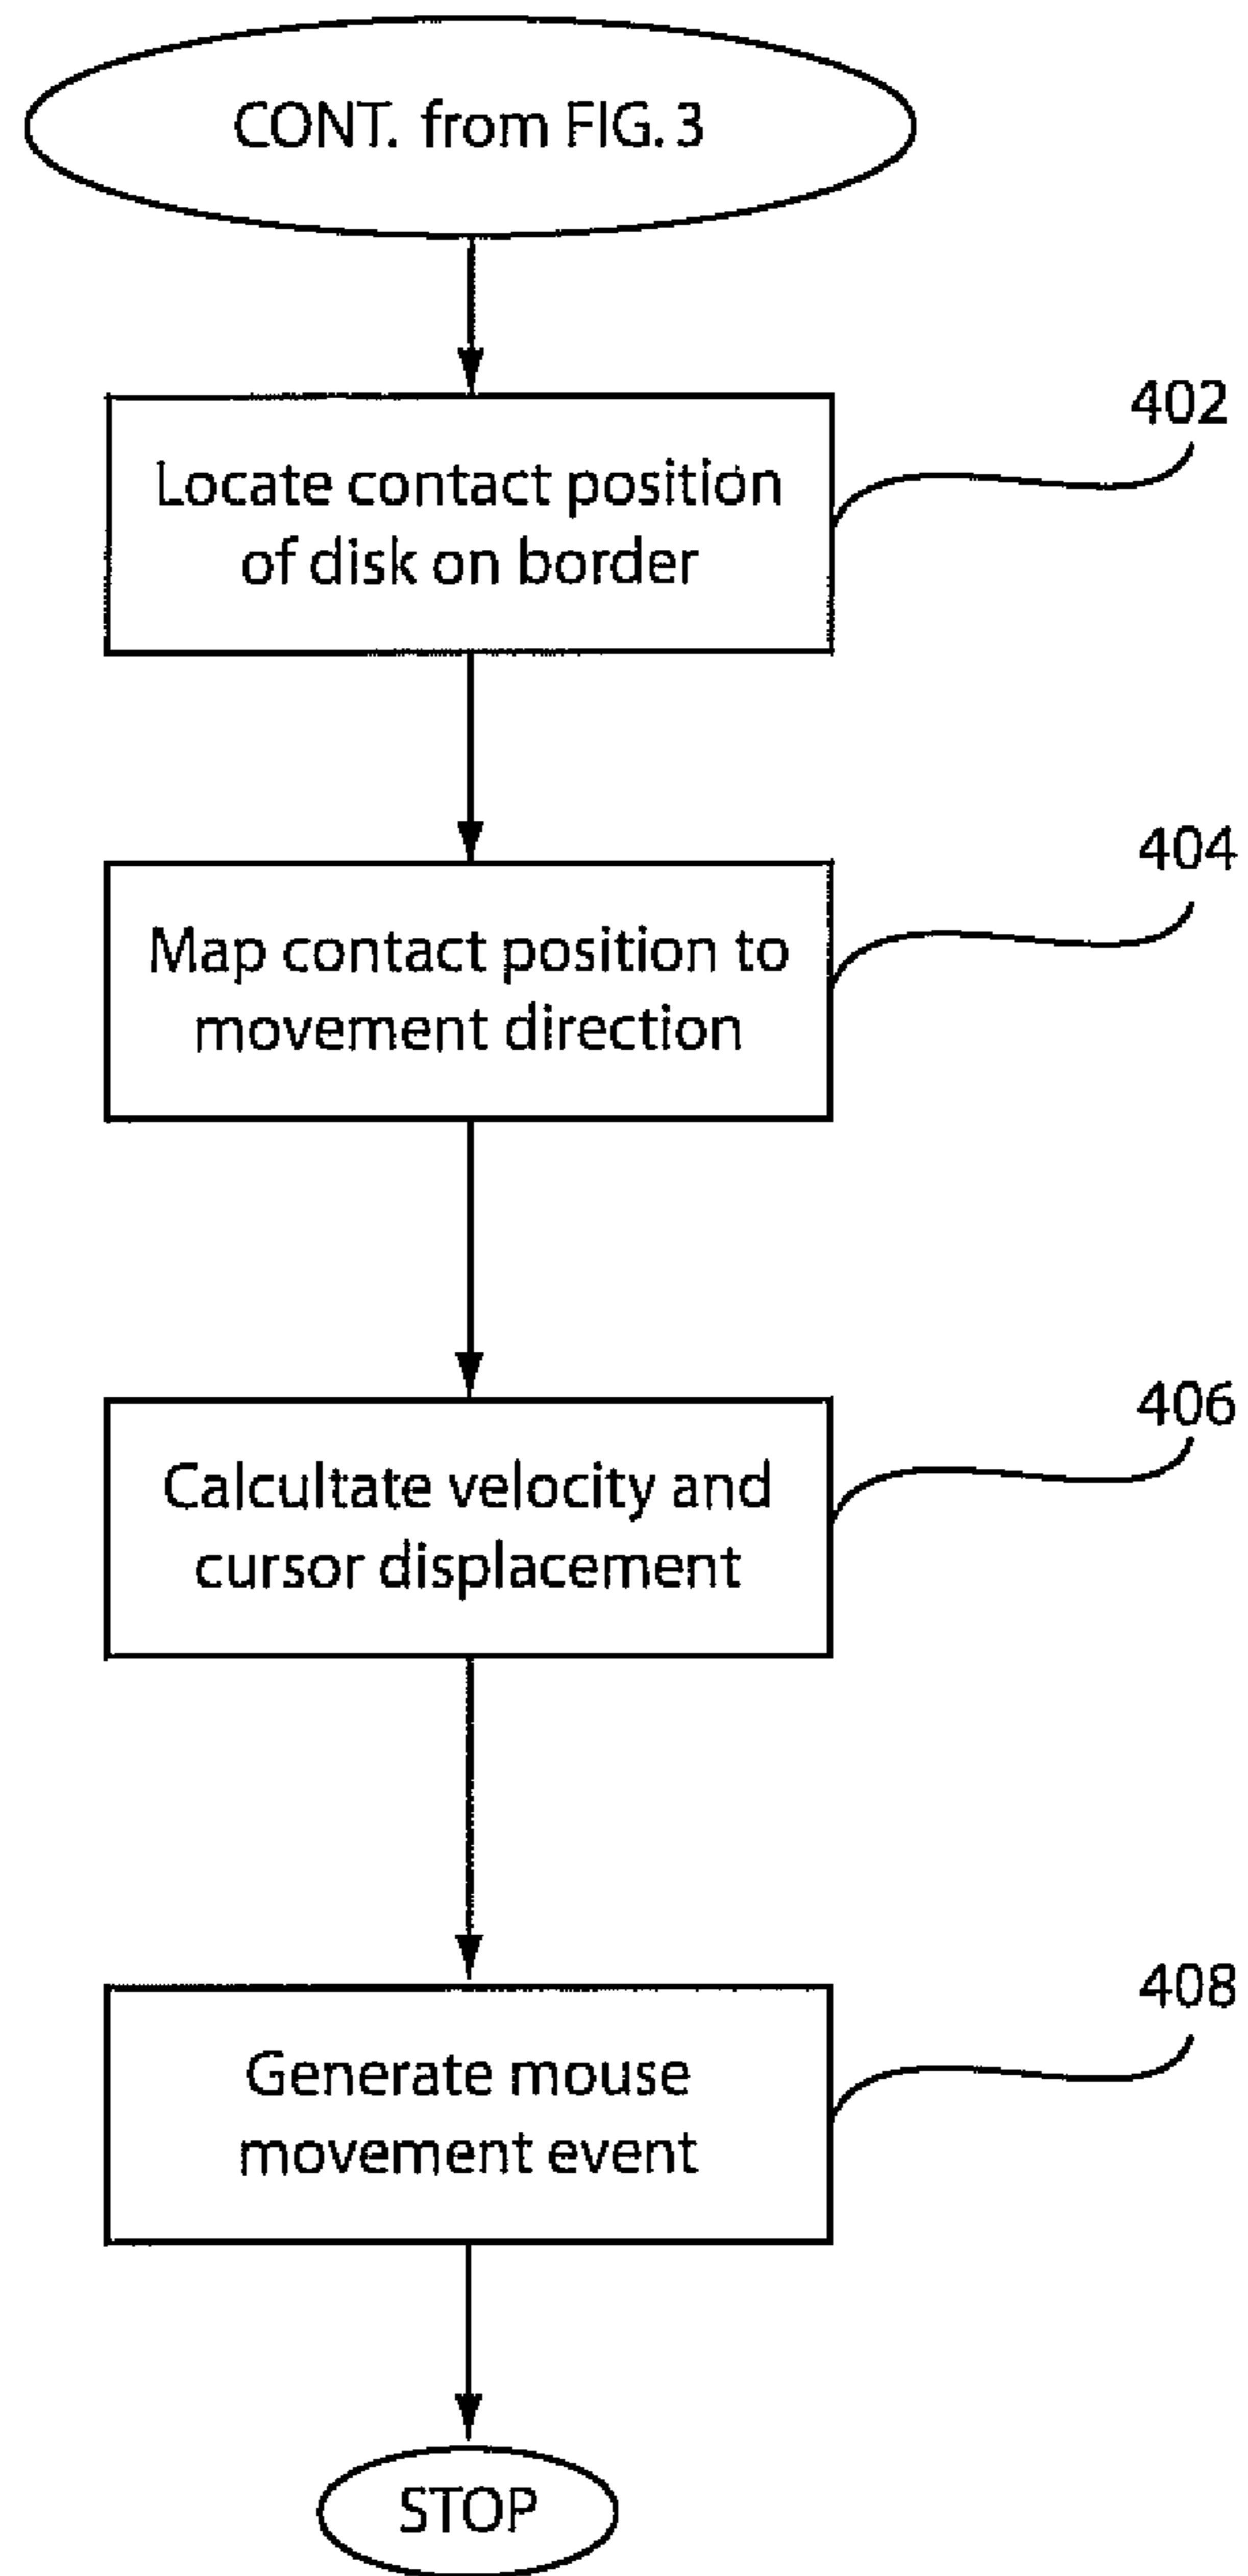 CONT. from FIG. 3
402
Locate contact position
of disk on border
404
Map contact position to
movement direction
406
Calcultate velocity and
cursor displacement
408
Generate mouse
movement event
STOP